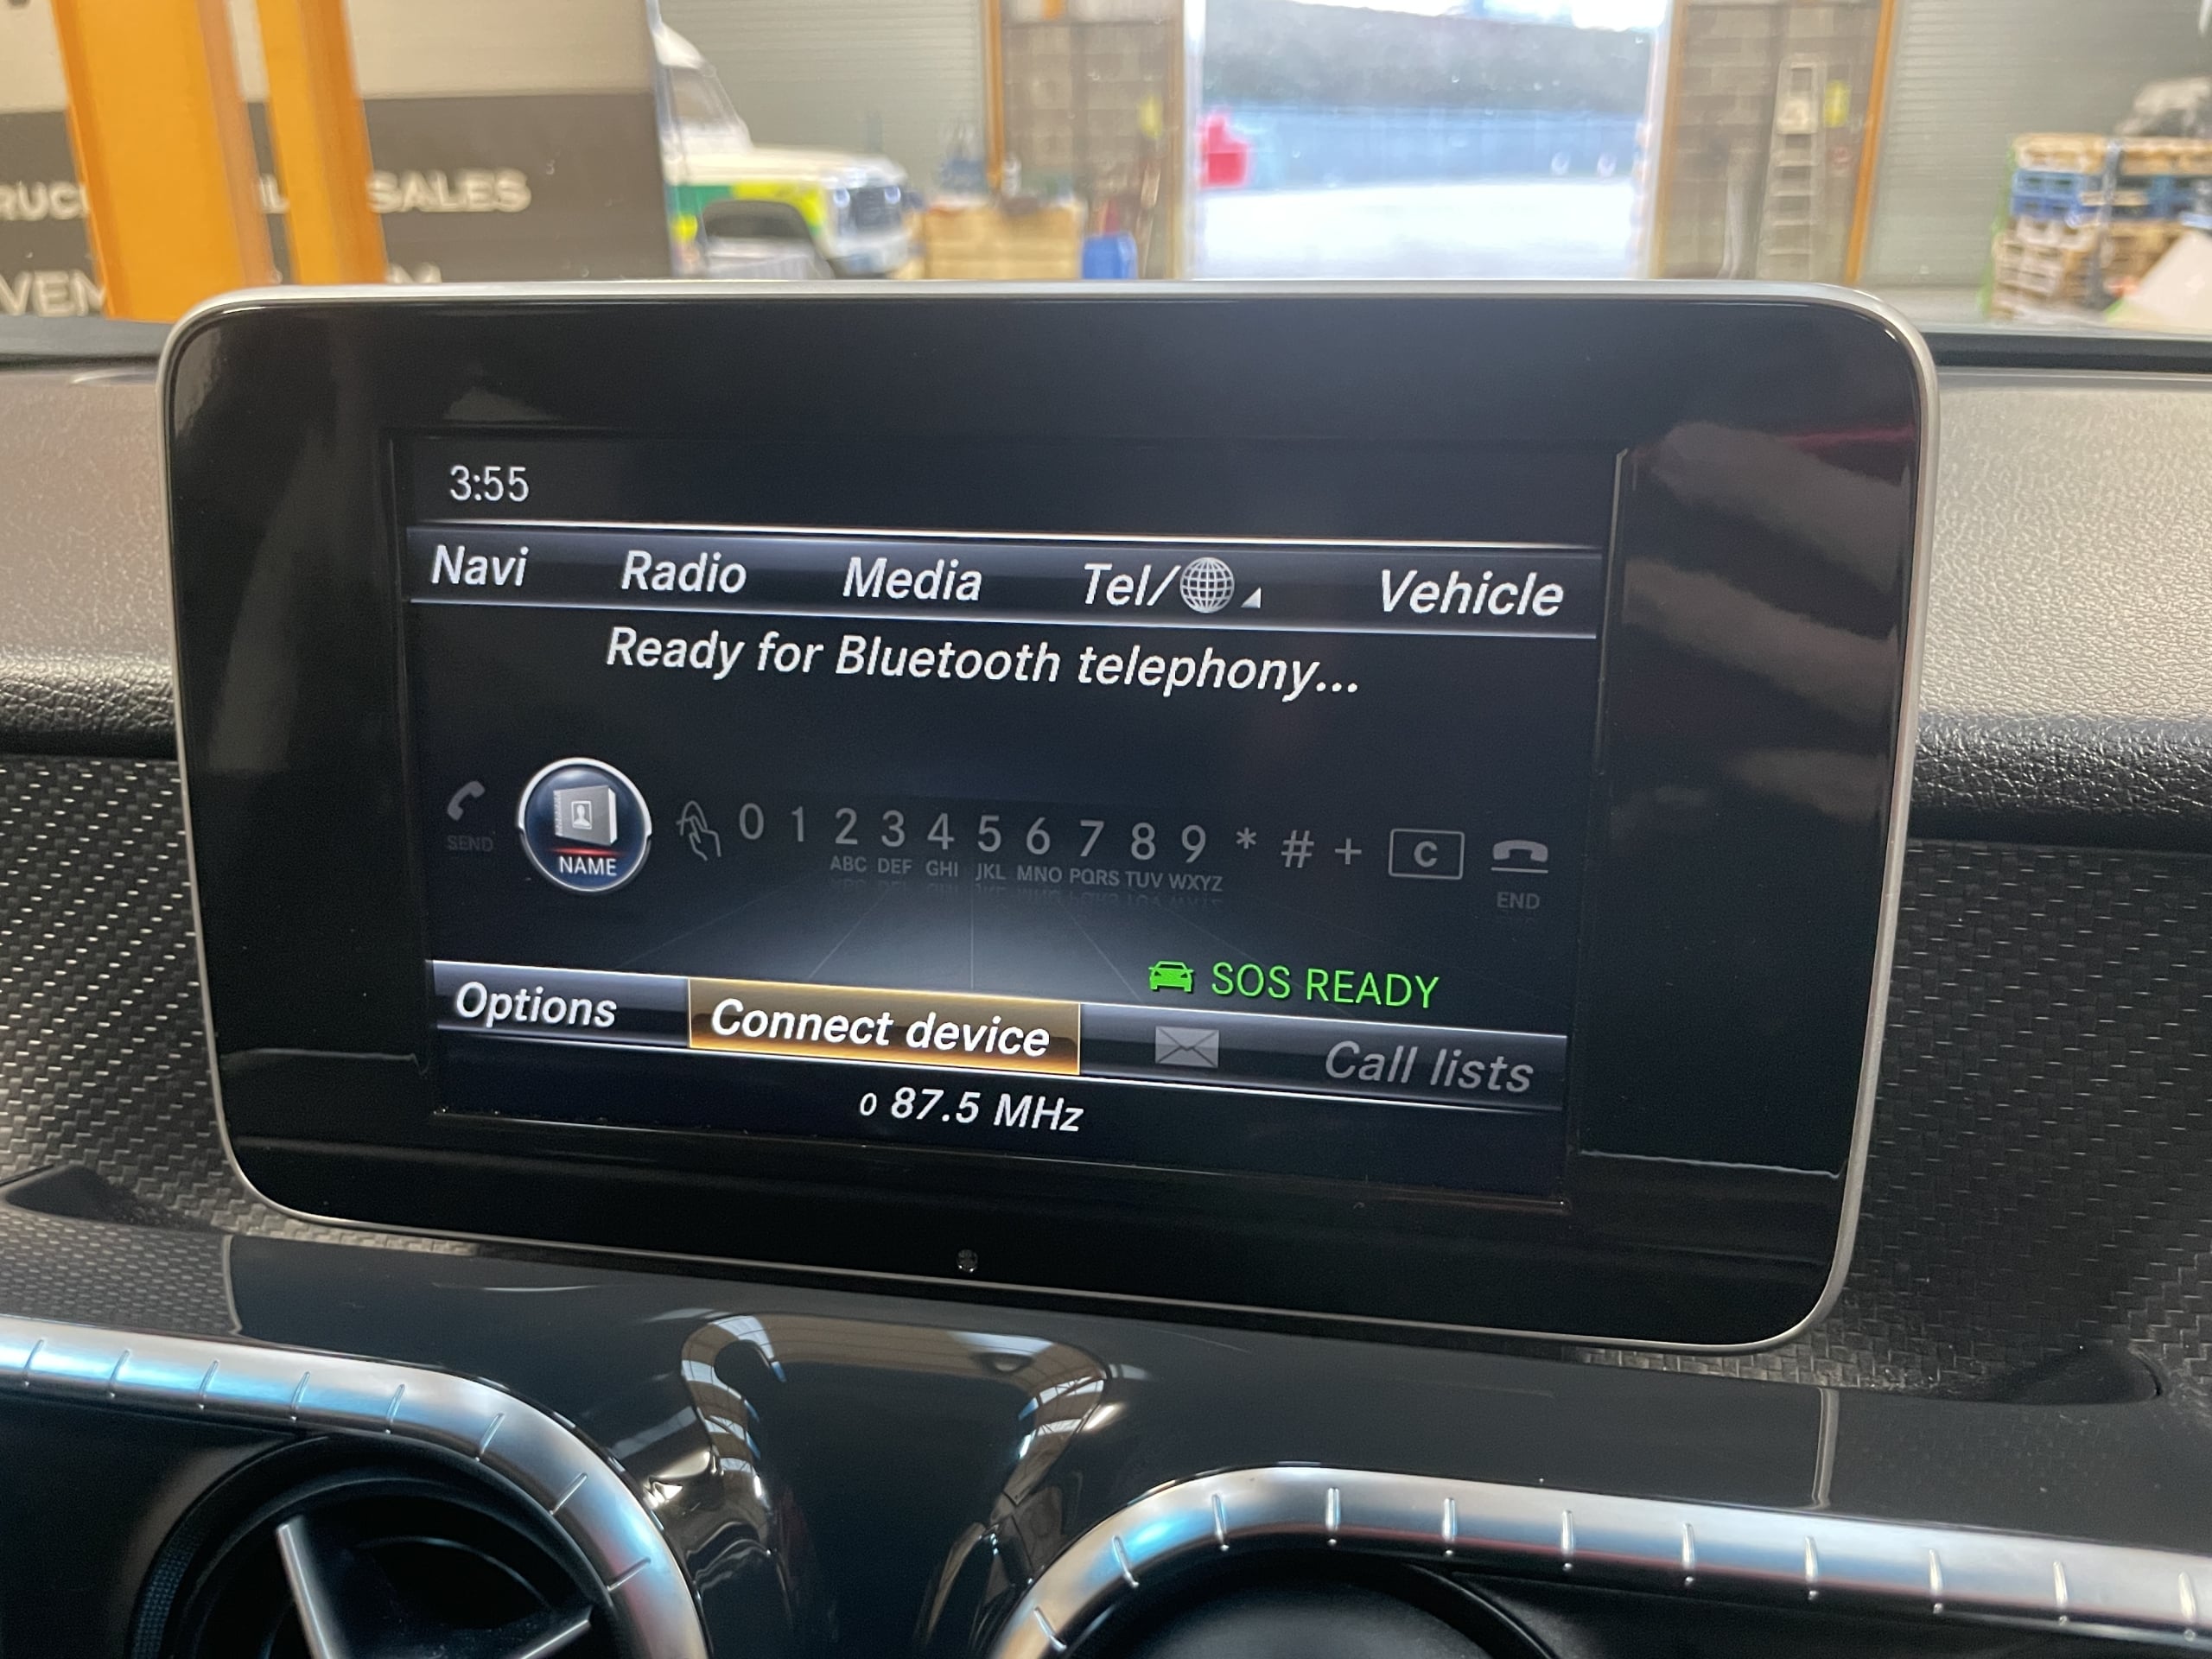 SALES
3:55
Navi Radio Media Tel/ Vehicle
Ready for Bluetooth telephony...
SEND NAME 0 1 2 3 4 5 6 7 8 9 * # + C END
ABC DEF GHI JKL MNO PQRS TUV WXYZ
SOS READY
Options Connect device Call lists
0 87.5 MHz